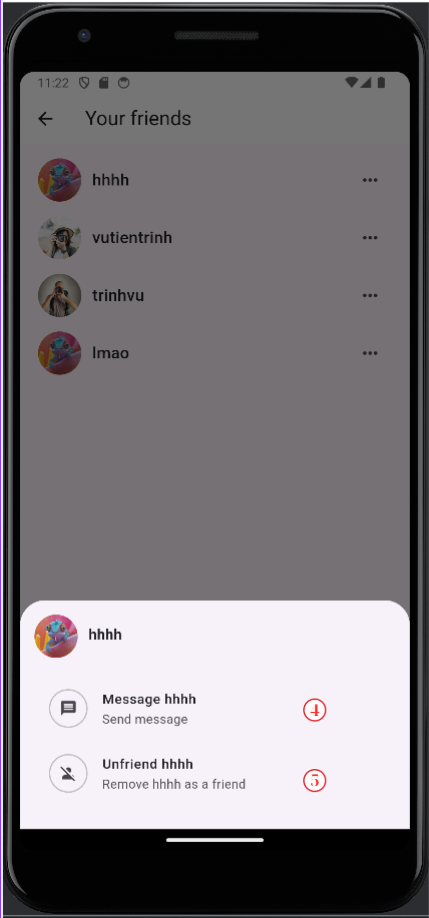 11:22
Your friends
hhhh
vutientrinh
trinhvu
lmao
hhhh
Message hhhh
Send message
4
Unfriend hhhh
Remove hhhh as a friend
5